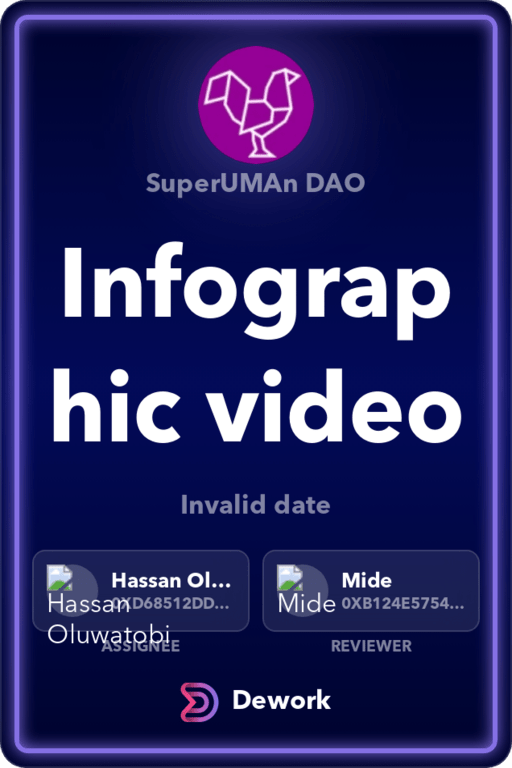 SuperUMAn DAO
Infograp
hic video
Invalid date
Hassan Ol...
0XD68512DD...
Hassan
Oluwatobi
ASSIGNEE
Mide
0XB124E5754...
Mide
REVIEWER
Dework